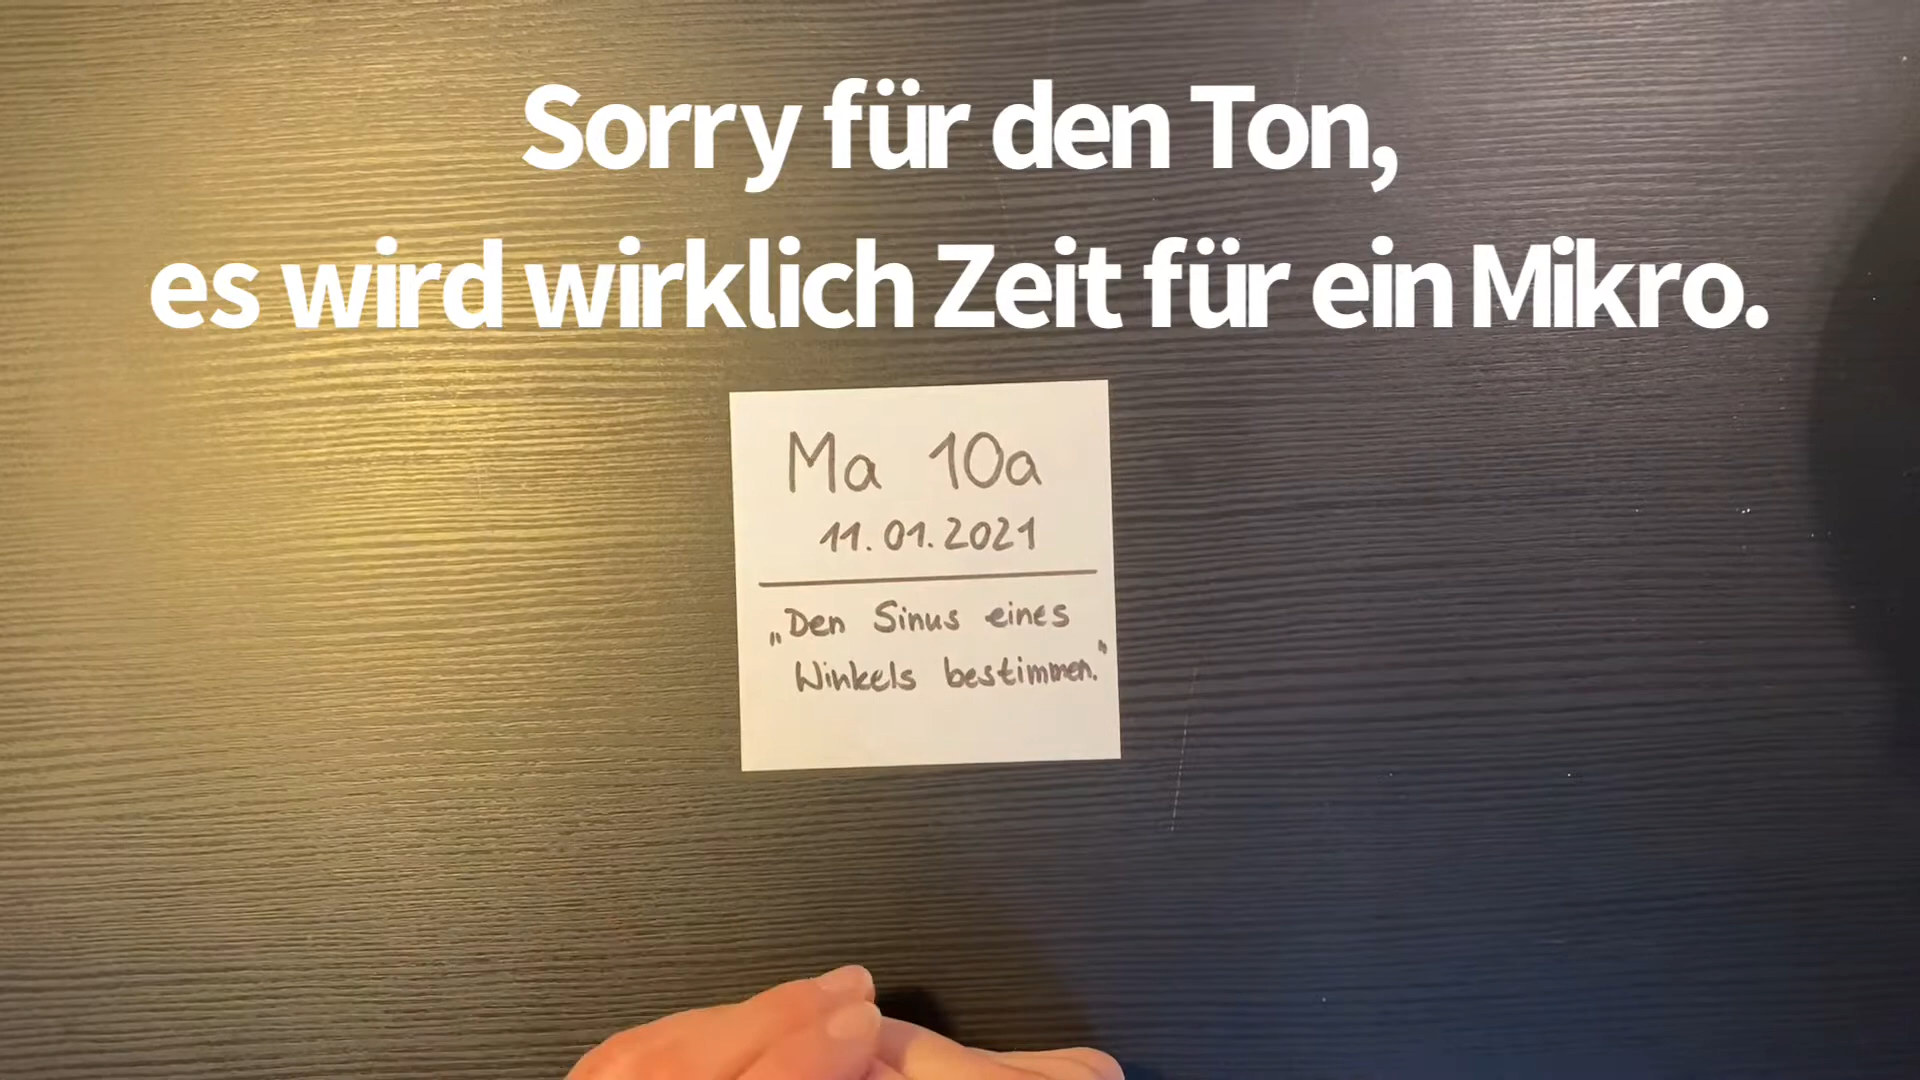 Sorry für den Ton,
es wird wirklich Zeit für ein Mikro.
Ma 10a
11.01.2021
„Den Sinus eines
Winkels bestimmen."